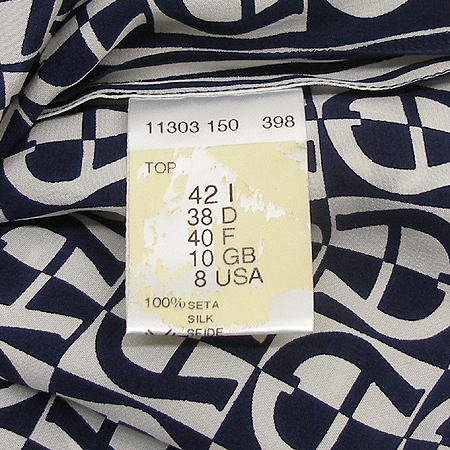 11303 150 398
TOP
42 I
38 D
40 F
10 GB
8 USA
100% SETA
SILK
SEIDE